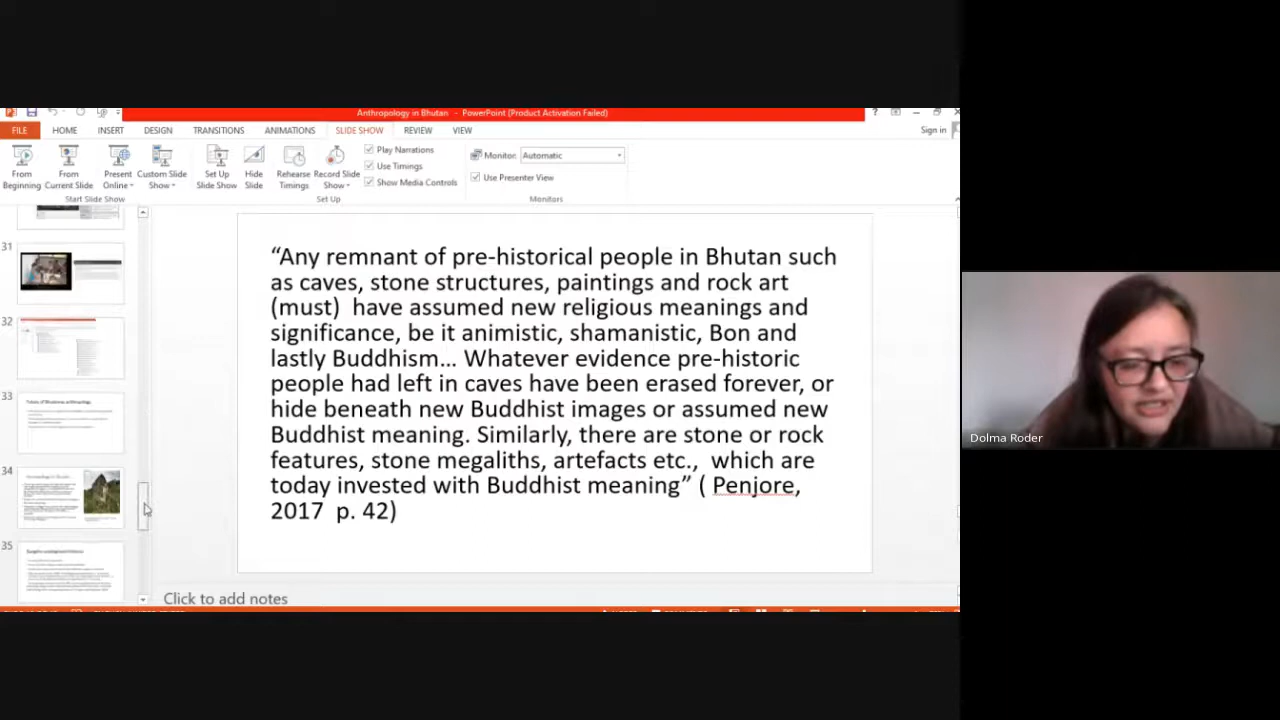 Anthropology in Bhutan - PowerPoint (Product Activation Failed)
FILE HOME INSERT DESIGN TRANSITIONS ANIMATIONS SLIDE SHOW REVIEW VIEW
Sign in
From Beginning
From Current Slide
Present Online
Custom Slide Show
Start Slide Show
Set Up Slide Show
Hide Slide
Rehearse Timings
Record Slide Show
Play Narrations
Use Timings
Show Media Controls
Set Up
Monitor: Automatic
Use Presenter View
Monitors
31
32
33
34
35
“Any remnant of pre-historical people in Bhutan such
as caves, stone structures, paintings and rock art
(must) have assumed new religious meanings and
significance, be it animistic, shamanistic, Bon and
lastly Buddhism... Whatever evidence pre-historic
people had left in caves have been erased forever, or
hide beneath new Buddhist images or assumed new
Buddhist meaning. Similarly, there are stone or rock
features, stone megaliths, artefacts etc., which are
today invested with Buddhist meaning” ( Penjore,
2017 p. 42)
Click to add notes
Dolma Roder